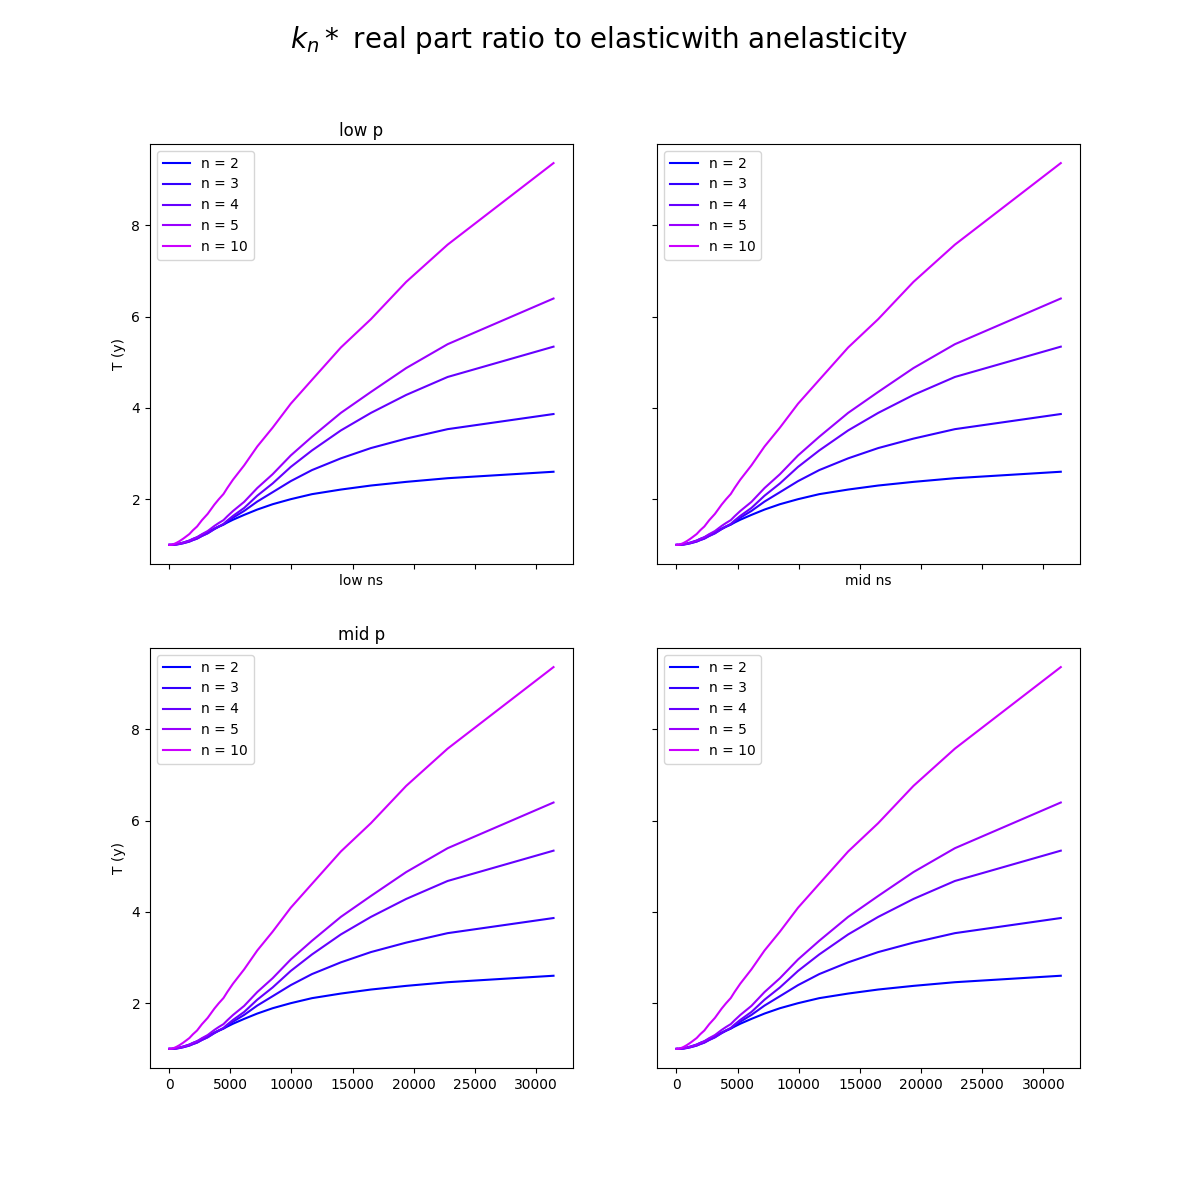 $k_n*$ real part ratio to elasticwith anelasticity
low p
n = 2
n = 3
n = 4
n = 5
n = 10
8
6
4
2
T (y)
low ns
n = 2
n = 3
n = 4
n = 5
n = 10
mid ns
mid p
n = 2
n = 3
n = 4
n = 5
n = 10
8
6
4
2
T (y)
0 5000 10000 15000 20000 25000 30000
n = 2
n = 3
n = 4
n = 5
n = 10
0 5000 10000 15000 20000 25000 30000